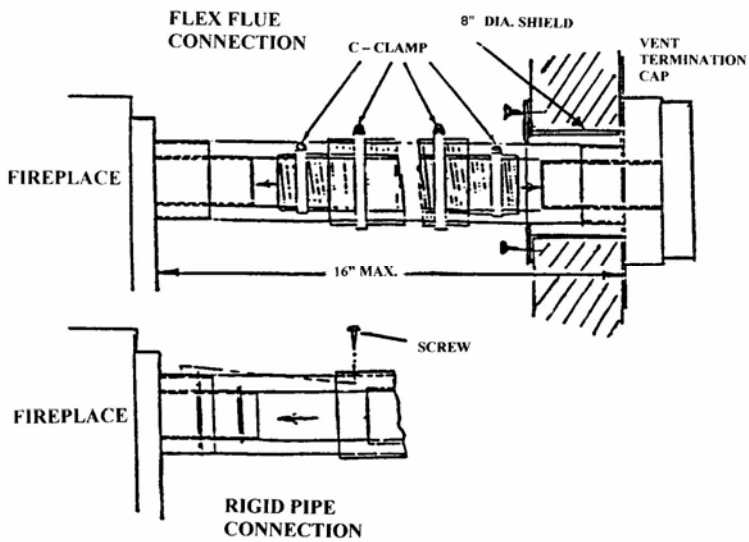 FLEX FLUE
CONNECTION
C – CLAMP
8" DIA. SHIELD
VENT
TERMINATION
CAP
FIREPLACE
16" MAX.
SCREW
FIREPLACE
RIGID PIPE
CONNECTION